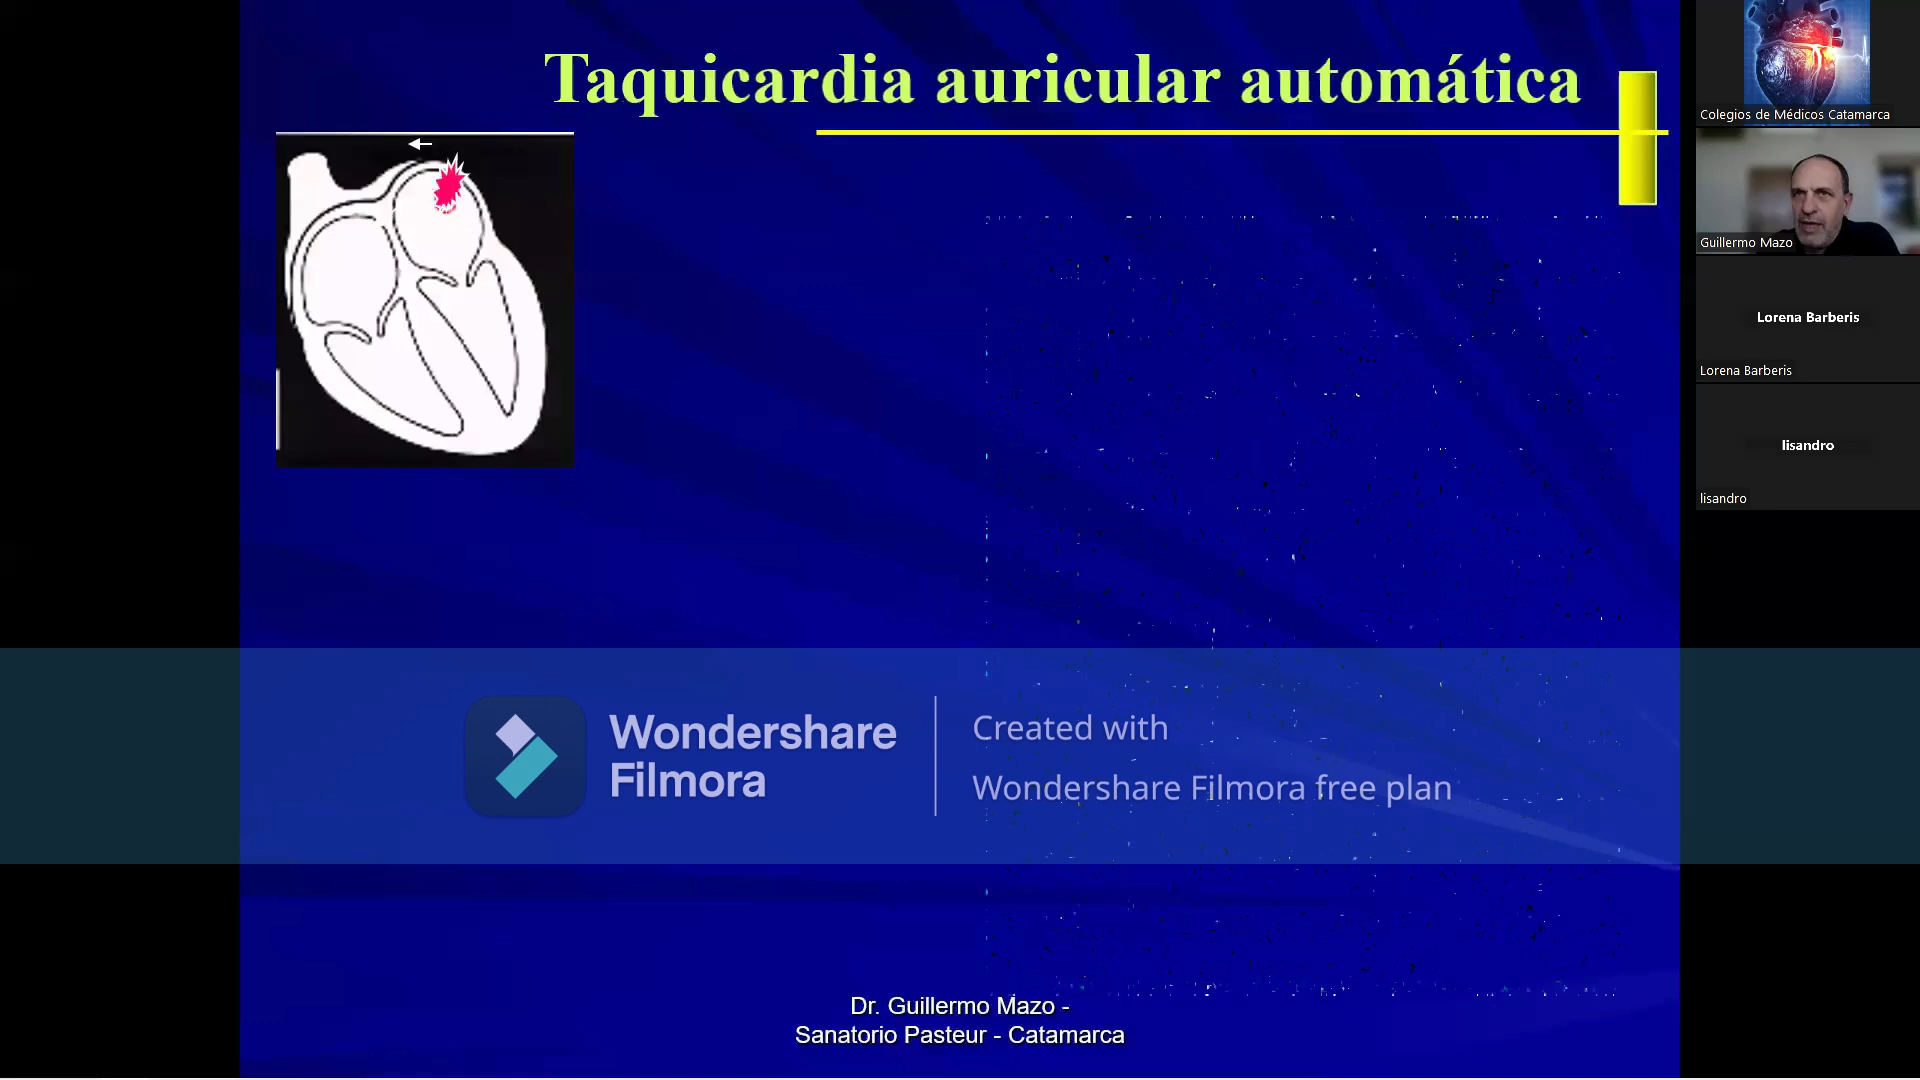 Taquicardia auricular automática
Wondershare
Filmora
Created with
Wondershare Filmora free plan
Dr. Guillermo Mazo -
Sanatorio Pasteur - Catamarca
Colegios de Médicos Catamarca
Guillermo Mazo
Lorena Barberis
Lorena Barberis
lisandro
lisandro